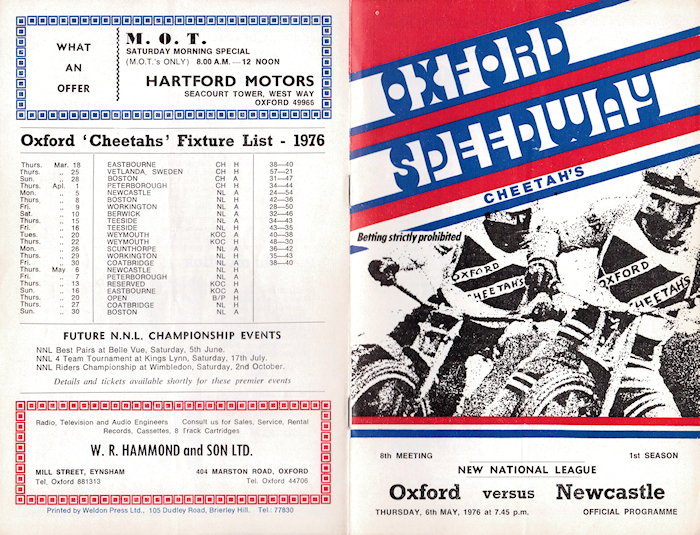 WHAT
AN
OFFER
M. O. T.
SATURDAY MORNING SPECIAL
(M.O.T.'s ONLY) 8.00 A.M. — 12 NOON
HARTFORD MOTORS
SEACOURT TOWER, WEST WAY
OXFORD 49966
Oxford 'Cheetahs' Fixture List - 1976
Thurs. Mar. 18 EASTBOURNE CH H 38—40
Thurs. ,, 25 VETLANDA, SWEDEN CH H 57—21
Sun. ,, 28 BOSTON CH A 31—47
Thurs. Apl. 1 PETERBOROUGH CH H 34—44
Mon. ,, 5 NEWCASTLE NL A 24—54
Thurs. ,, 8 BOSTON NL H 42—36
Fri. ,, 9 WORKINGTON NL A 28—50
Sat. ,, 10 BERWICK NL A 32—46
Thurs. ,, 15 TEESIDE NL H 34—43
Fri. ,, 16 TEESIDE NL 43—35
Tues. ,, 20 WEYMOUTH KOC A 40—38
Thurs. ,, 22 WEYMOUTH KOC H 48—30
Mon. ,, 26 SCUNTHORPE NL A 36—42
Thurs. ,, 29 WORKINGTON NL H 35—43
Fri. ,, 30 COATBRIDGE NL A 38—40
Thurs. May 6 NEWCASTLE NL H
Fri. ,, 7 PETERBOROUGH NL A
Thurs. ,, 13 RESERVED KOC H
Sun. ,, 16 EASTBOURNE KOC A
Thurs. ,, 20 OPEN B/P H
Thurs. ,, 27 COATBRIDGE NL H
Sun. ,, 30 BOSTON NL A
FUTURE N.N.L. CHAMPIONSHIP EVENTS
NNL Best Pairs at Belle Vue, Saturday, 5th June.
NNL 4 Team Tournament at Kings Lynn, Saturday, 17th July.
NNL Riders Championship at Wimbledon, Saturday, 2nd October.
Details and tickets available shortly for these premier events
Radio, Television and Audio Engineers Consult us for Sales, Service, Rental
Records, Cassettes, 8 Track Cartridges
W. R. HAMMOND and SON LTD.
MILL STREET, EYNSHAM 404 MARSTON ROAD, OXFORD
Tel. Oxford 881313 Tel. Oxford 44706
Printed by Weldon Press Ltd., 105 Dudley Road, Brierley Hill. Tel.: 77830
OXFORD
SPEEDWAY
CHEETAH'S
Betting strictly prohibited
OXFORD
CHEETAHS
OXFORD
CHEETAHS
8th MEETING 1st SEASON
NEW NATIONAL LEAGUE
Oxford versus Newcastle
THURSDAY, 6th MAY, 1976 at 7.45 p.m. OFFICIAL PROGRAMME